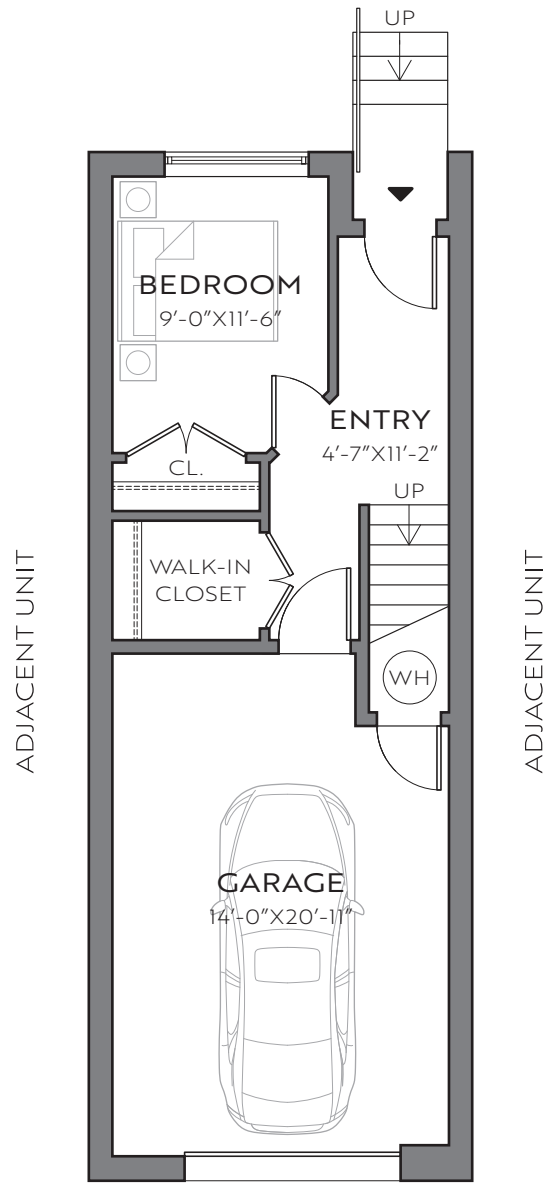 UP
BEDROOM
9'-0"X11'-6"
ENTRY
4'-7"X11'-2"
CL.
UP
WALK-IN
CLOSET
ADJACENT UNIT
ADJACENT UNIT
WH
GARAGE
14'-0"X20'-11"